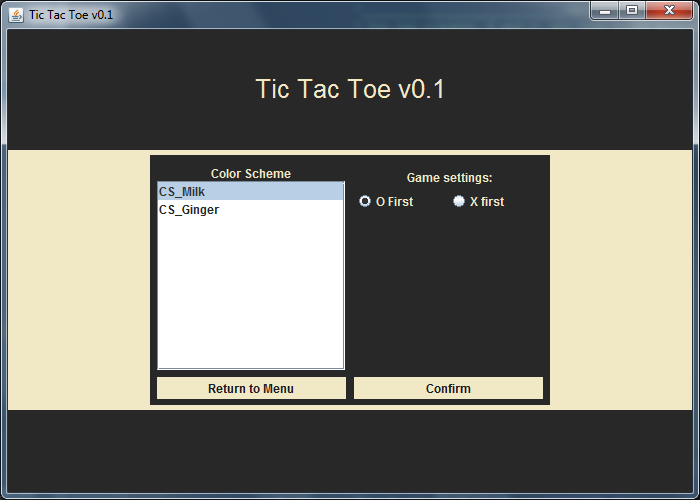 Tic Tac Toe v0.1
Tic Tac Toe v0.1
Color Scheme
CS_Milk
CS_Ginger
Game settings:
O First
X first
Return to Menu
Confirm